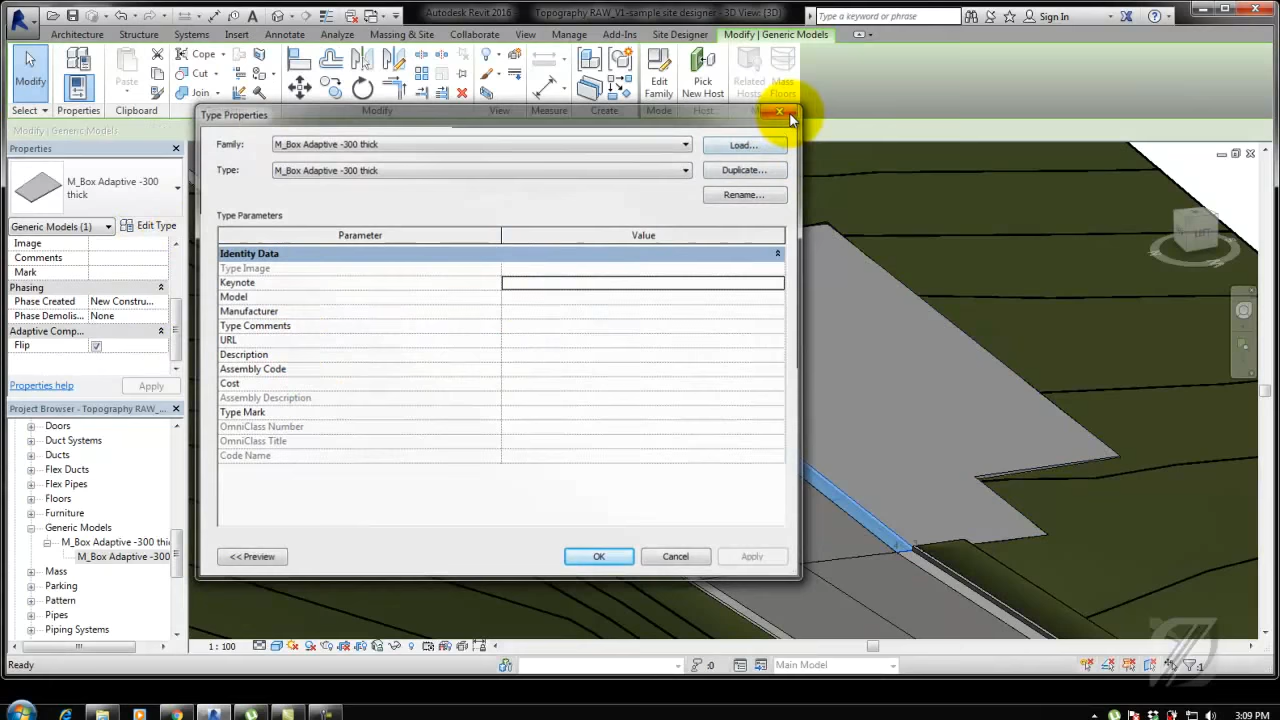 Autodesk Revit 2016 - Topography RAW_V1-sample site designer - 3D View: {3D}
Type a keyword or phrase
Sign In
Architecture Structure Systems Insert Annotate Analyze Massing & Site Collaborate View Manage Add-Ins Site Designer Modify | Generic Models
Modify
Paste
Cope
Cut
Join
Edit Family
Pick New Host
Related Hosts
Mass Floors
Select Properties Clipboard Modify View Measure Create Mode Host
Modify | Generic Models
Properties
M_Box Adaptive -300 thick
Generic Models (1)
Edit Type
Image
Comments
Mark
Phasing
Phase Created New Constru...
Phase Demolis... None
Adaptive Comp...
Flip
Properties help
Apply
Project Browser - Topography RAW_...
Doors
Duct Systems
Ducts
Flex Ducts
Flex Pipes
Floors
Furniture
Generic Models
M_Box Adaptive -300 thi
M_Box Adaptive -300
Mass
Parking
Pattern
Pipes
Piping Systems
Type Properties
Family: M_Box Adaptive -300 thick Load...
Type: M_Box Adaptive -300 thick Duplicate...
Rename...
Type Parameters
Parameter Value
Identity Data
Type Image
Keynote
Model
Manufacturer
Type Comments
URL
Description
Assembly Code
Cost
Assembly Description
Type Mark
OmniClass Number
OmniClass Title
Code Name
<< Preview OK Cancel Apply
LEFT
1 : 100
Ready
:0
Main Model
:1
3:09 PM